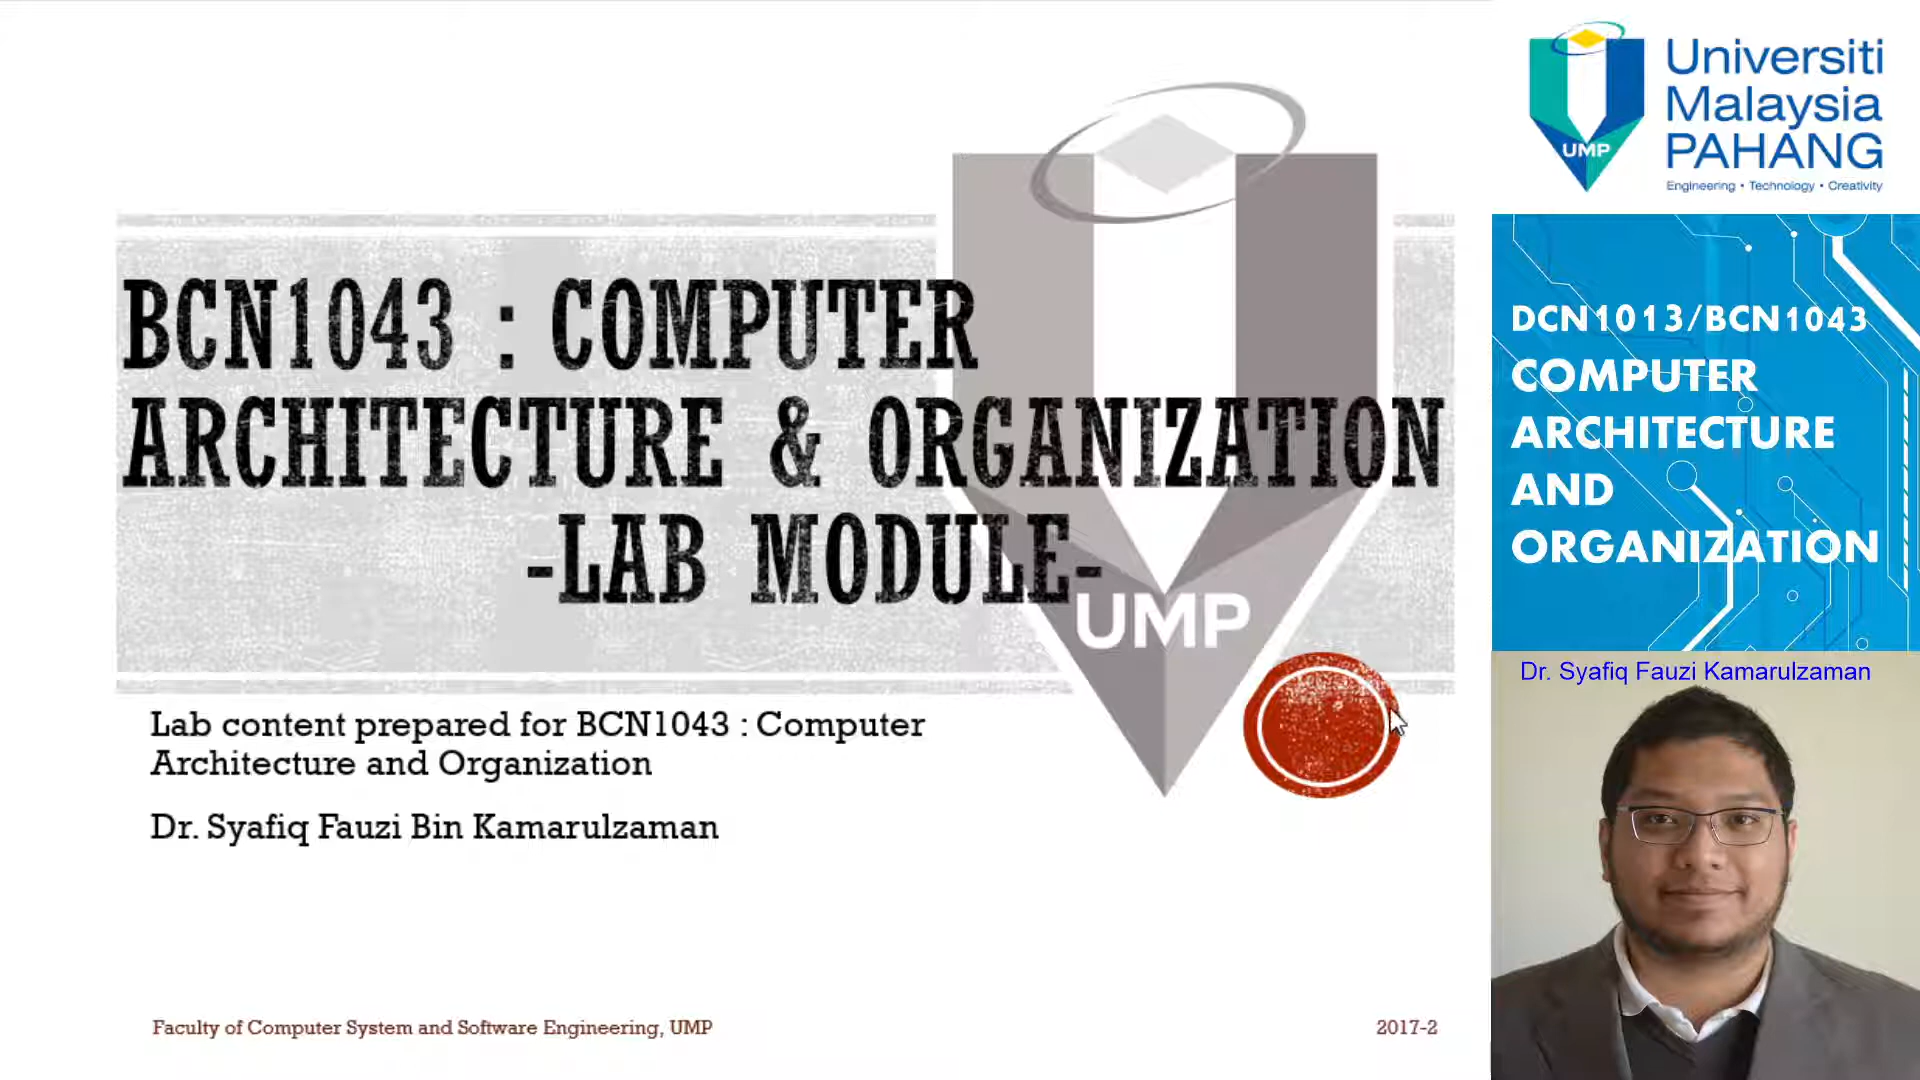 BCN1043 : COMPUTER
ARCHITECTURE & ORGANIZATION
-LAB MODULE-
UMP
Lab content prepared for BCN1043 : Computer
Architecture and Organization
Dr. Syafiq Fauzi Bin Kamarulzaman
Faculty of Computer System and Software Engineering, UMP
2017-2
UMP
Universiti
Malaysia
PAHANG
Engineering • Technology • Creativity
DCN1013/BCN1043
COMPUTER
ARCHITECTURE
AND
ORGANIZATION
Dr. Syafiq Fauzi Kamarulzaman